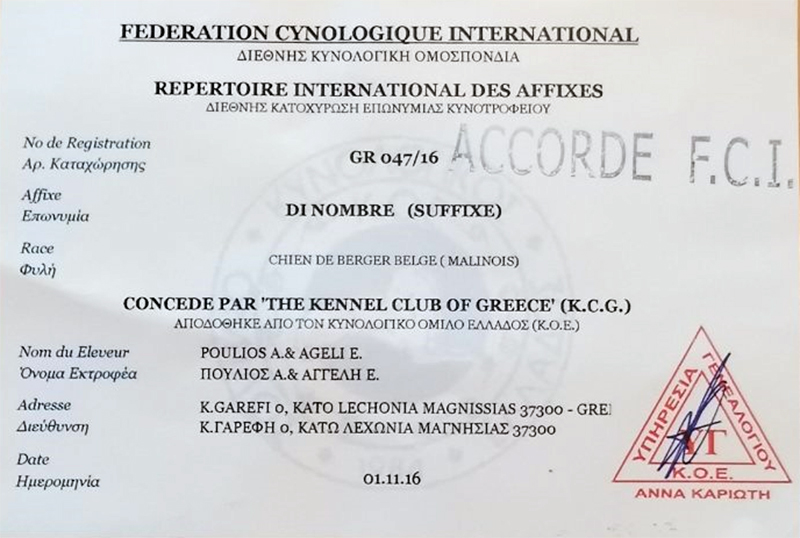 FEDERATION CYNOLOGIQUE INTERNATIONAL
ΔΙΕΘΝΗΣ ΚΥΝΟΛΟΓΙΚΗ ΟΜΟΣΠΟΝΔΙΑ
REPERTOIRE INTERNATIONAL DES AFFIXES
ΔΙΕΘΝΗΣ ΚΑΤΟΧΥΡΩΣΗ ΕΠΩΝΥΜΙΑΣ ΚΥΝΟΤΡΟΦΕΙΟΥ
No de Registration
Αρ. Καταχώρησης
GR 047/16
ACCORDE F.C.I.
Affixe
Επωνυμία
DI NOMBRE (SUFFIXE)
Race
Φυλή
CHIEN DE BERGER BELGE ( MALINOIS)
CONCEDE PAR 'THE KENNEL CLUB OF GREECE' (K.C.G.)
ΑΠΟΔΟΘΗΚΕ ΑΠΟ ΤΟΝ ΚΥΝΟΛΟΓΙΚΟ ΟΜΙΛΟ ΕΛΛΑΔΟΣ (Κ.Ο.Ε.)
Nom du Eleveur
POULIOS A.& AGELI E.
Όνομα Εκτροφέα
ΠΟΥΛΙΟΣ Α.& ΑΓΓΕΛΗ Ε.
Adresse
K.GAREFI 0, KATO LECHONIA MAGNISSIAS 37300 - GRE
Διεύθυνση
Κ.ΓΑΡΕΦΗ 0, ΚΑΤΩ ΛΕΧΩΝΙΑ ΜΑΓΝΗΣΙΑΣ 37300
Date
Ημερομηνία
01.11.16
ΥΠΗΡΕΣΙΑ
ΓΕΝΕΑΛΟΓΙΟΥ
ΥΓ
Κ.Ο.Ε.
ΑΝΝΑ ΚΑΡΙΩΤΗ